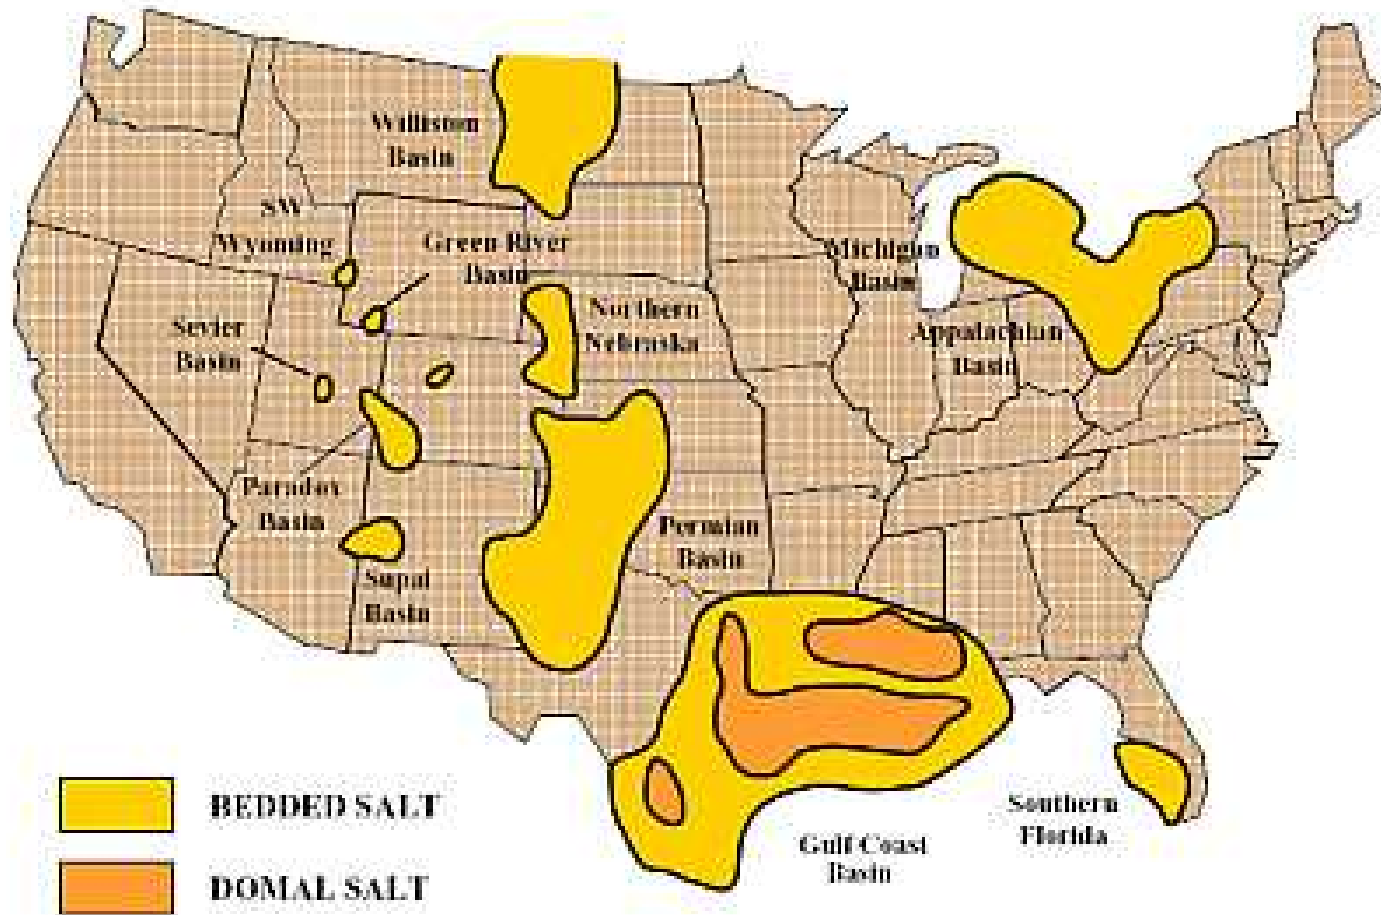 Williston
Basin
SW
Wyoming
Green River
Basin
Michigan
Basin
Sevier
Basin
Northern
Nebraska
Appalachian
Basin
Paradox
Basin
Permian
Basin
Supai
Basin
BEDDED SALT
DOMAL SALT
Gulf Coast
Basin
Southern
Florida